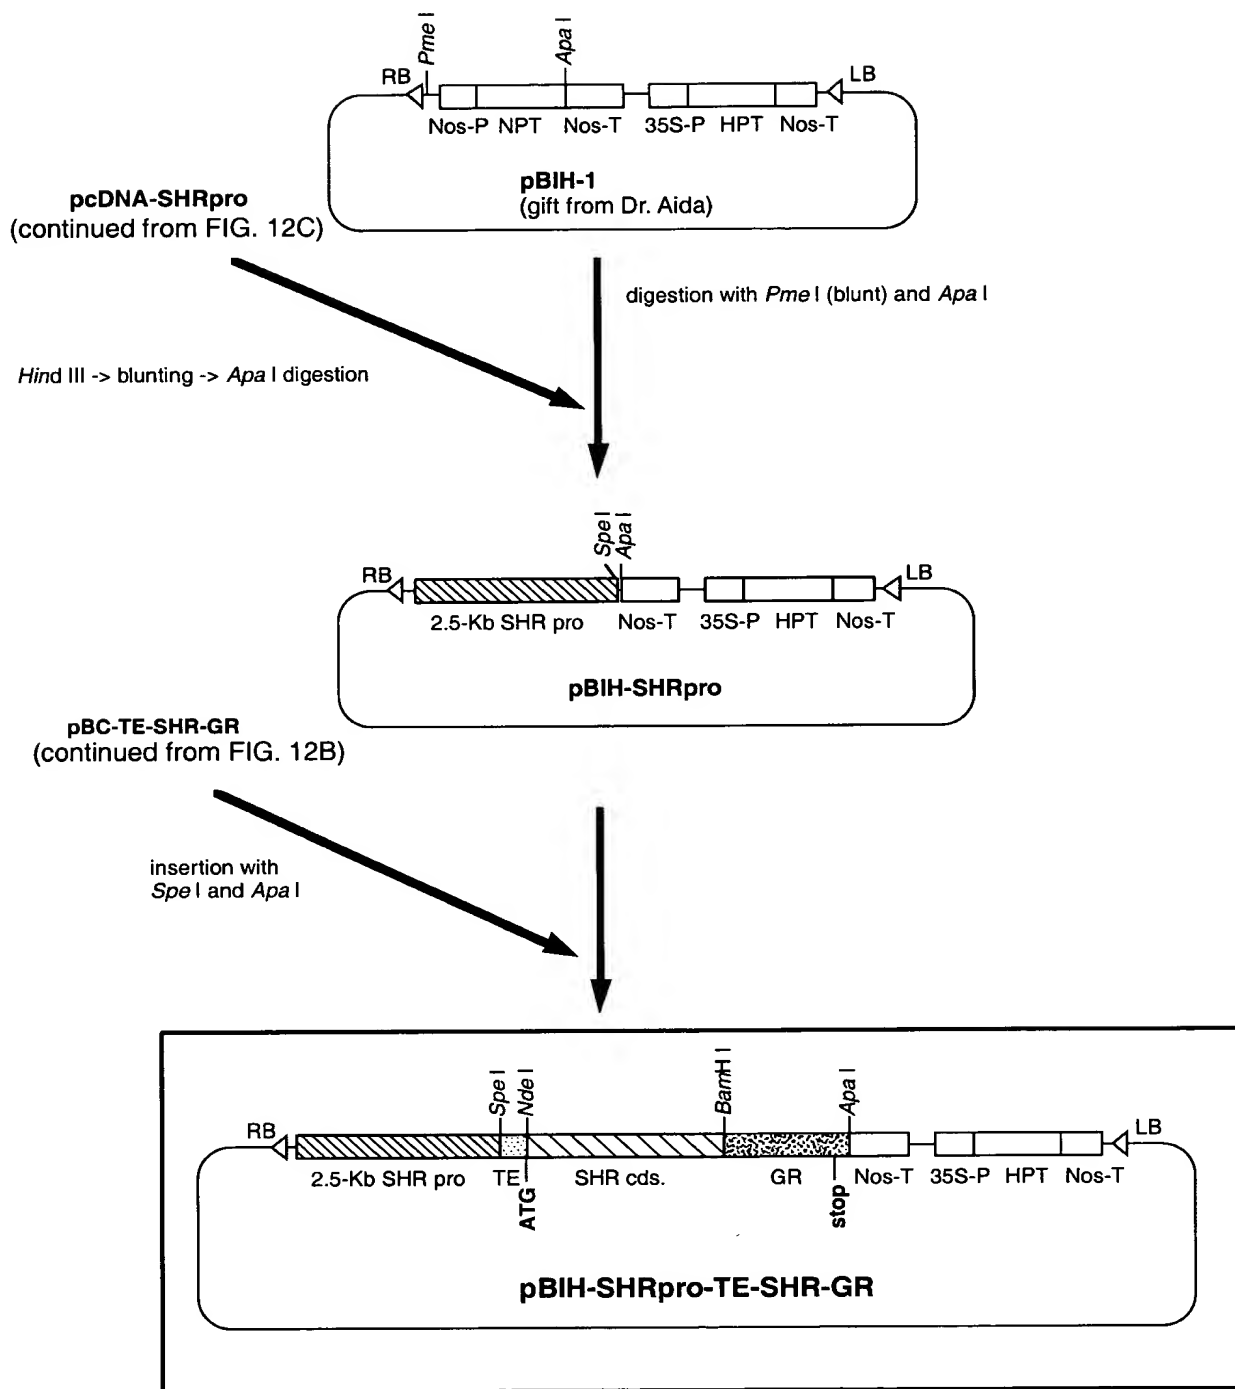 Pme I
Apa I
RB
LB
Nos-P NPT Nos-T 35S-P HPT Nos-T
pBIH-1
(gift from Dr. Aida)
pcDNA-SHRpro
(continued from FIG. 12C)
digestion with Pme I (blunt) and Apa I
Hind III -> blunting -> Apa I digestion
Spe I
Apa I
RB
LB
2.5-Kb SHR pro Nos-T 35S-P HPT Nos-T
pBIH-SHRpro
pBC-TE-SHR-GR
(continued from FIG. 12B)
insertion with
Spe I and Apa I
Spe I
Nde I
BamH I
Apa I
RB
LB
2.5-Kb SHR pro TE SHR cds. GR Nos-T 35S-P HPT Nos-T
ATG
stop
pBIH-SHRpro-TE-SHR-GR